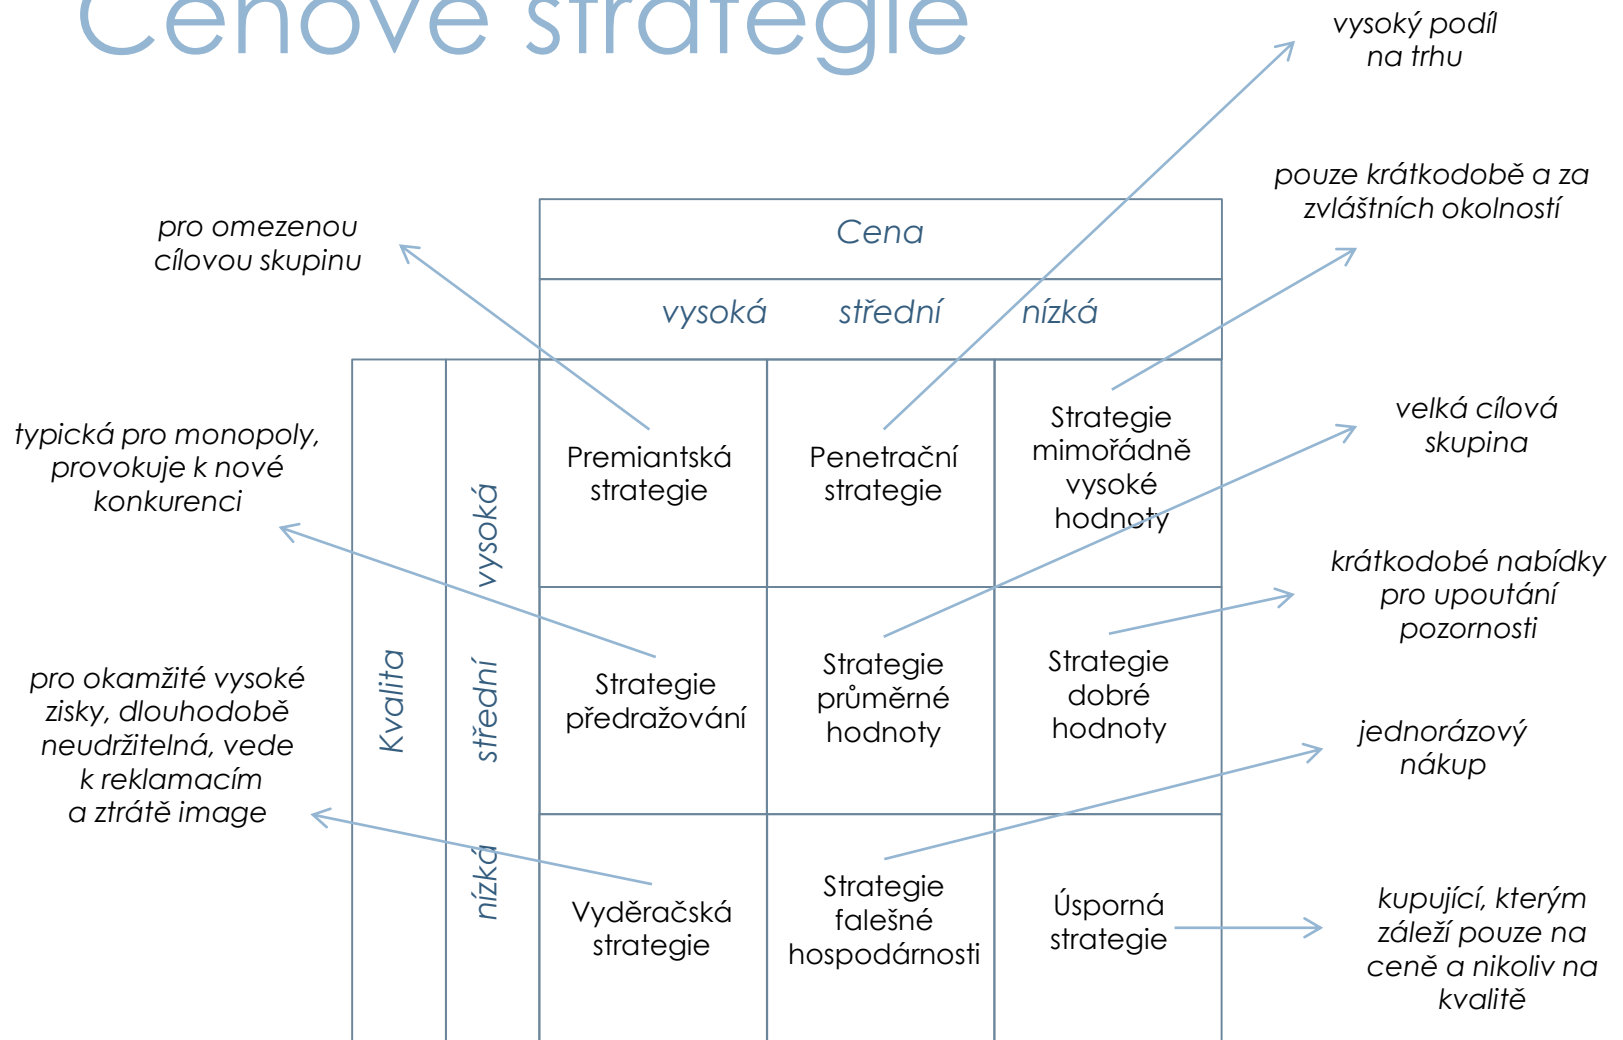 Cenové strategie
vysoký podíl
na trhu
pouze krátkodobě a za
zvláštních okolností
pro omezenou
cílovou skupinu
Cena
vysoká střední nízká
typická pro monopoly,
provokuje k nové
konkurenci
velká cílová
skupina
Premiantská
strategie
Penetrační
strategie
Strategie
mimořádně
vysoké
hodnoty
krátkodobé nabídky
pro upoutání
pozornosti
Kvalita
vysoká
střední
nízká
pro okamžité vysoké
zisky, dlouhodobě
neudržitelná, vede
k reklamacím
a ztrátě image
Strategie
předražování
Strategie
průměrné
hodnoty
Strategie
dobré
hodnoty
jednorázový
nákup
Vyděračská
strategie
Strategie
falešné
hospodárnosti
Úsporná
strategie
kupující, kterým
záleží pouze na
ceně a nikoliv na
kvalitě